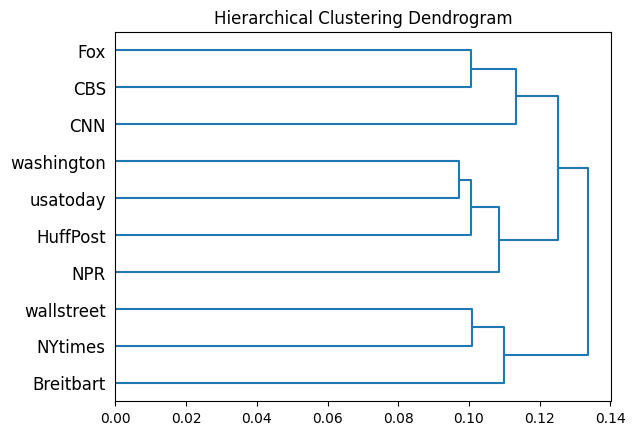 Hierarchical Clustering Dendrogram
Fox
CBS
CNN
washington
usatoday
HuffPost
NPR
wallstreet
NYtimes
Breitbart
0.00 0.02 0.04 0.06 0.08 0.10 0.12 0.14